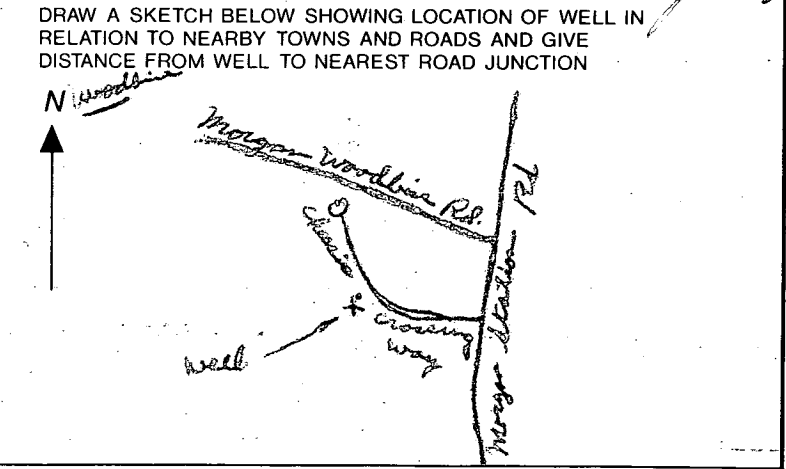 DRAW A SKETCH BELOW SHOWING LOCATION OF WELL IN
RELATION TO NEARBY TOWNS AND ROADS AND GIVE
DISTANCE FROM WELL TO NEAREST ROAD JUNCTION
N Woodbine
Morgan Woodbine Rd.
Morgan Station Rd
crossing
way
well